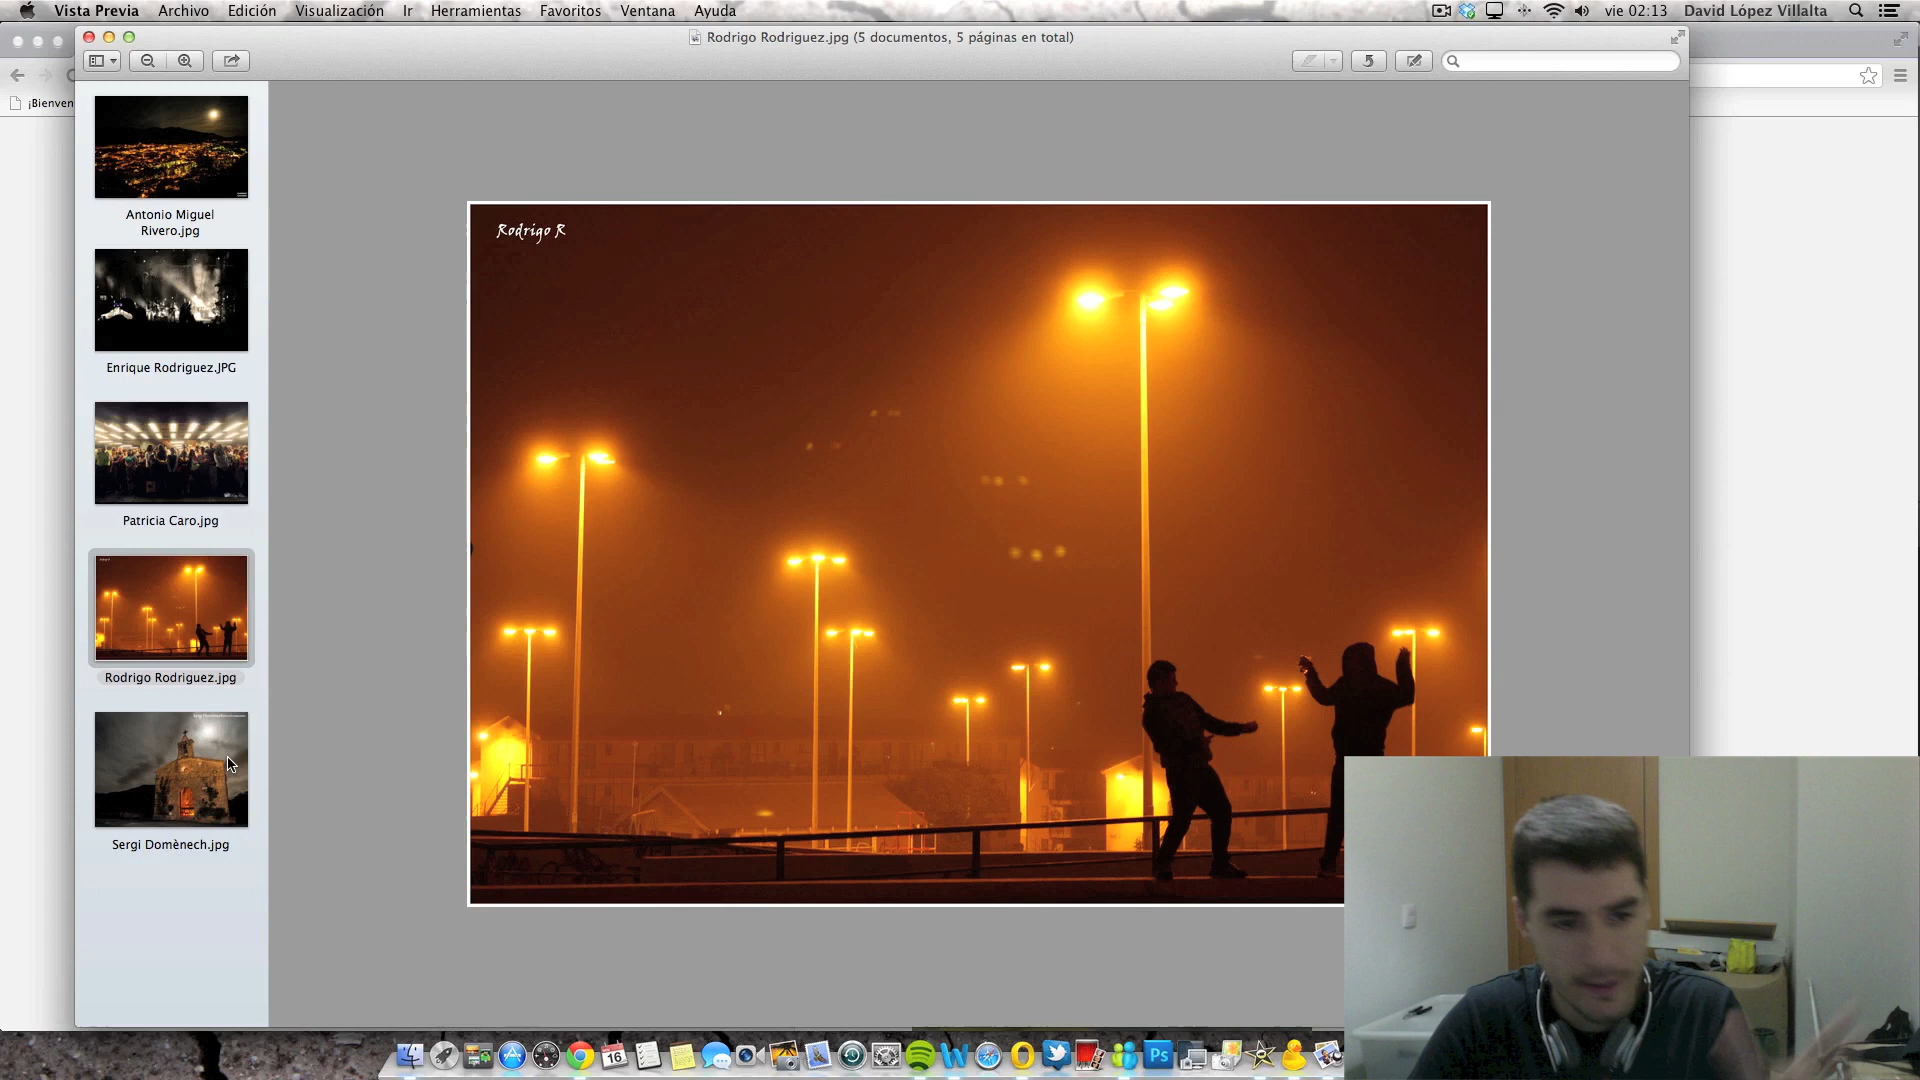 Vista Previa Archivo Edición Visualización Ir Herramientas Favoritos Ventana Ayuda vie 02:13 David López Villalta
Rodrigo Rodriguez.jpg (5 documentos, 5 páginas en total)
¡Bienven
Antonio Miguel
Rivero.jpg
Enrique Rodriguez.JPG
Patricia Caro.jpg
Rodrigo Rodriguez.jpg
Sergi Domènech.jpg
Rodrigo R
16
Ps